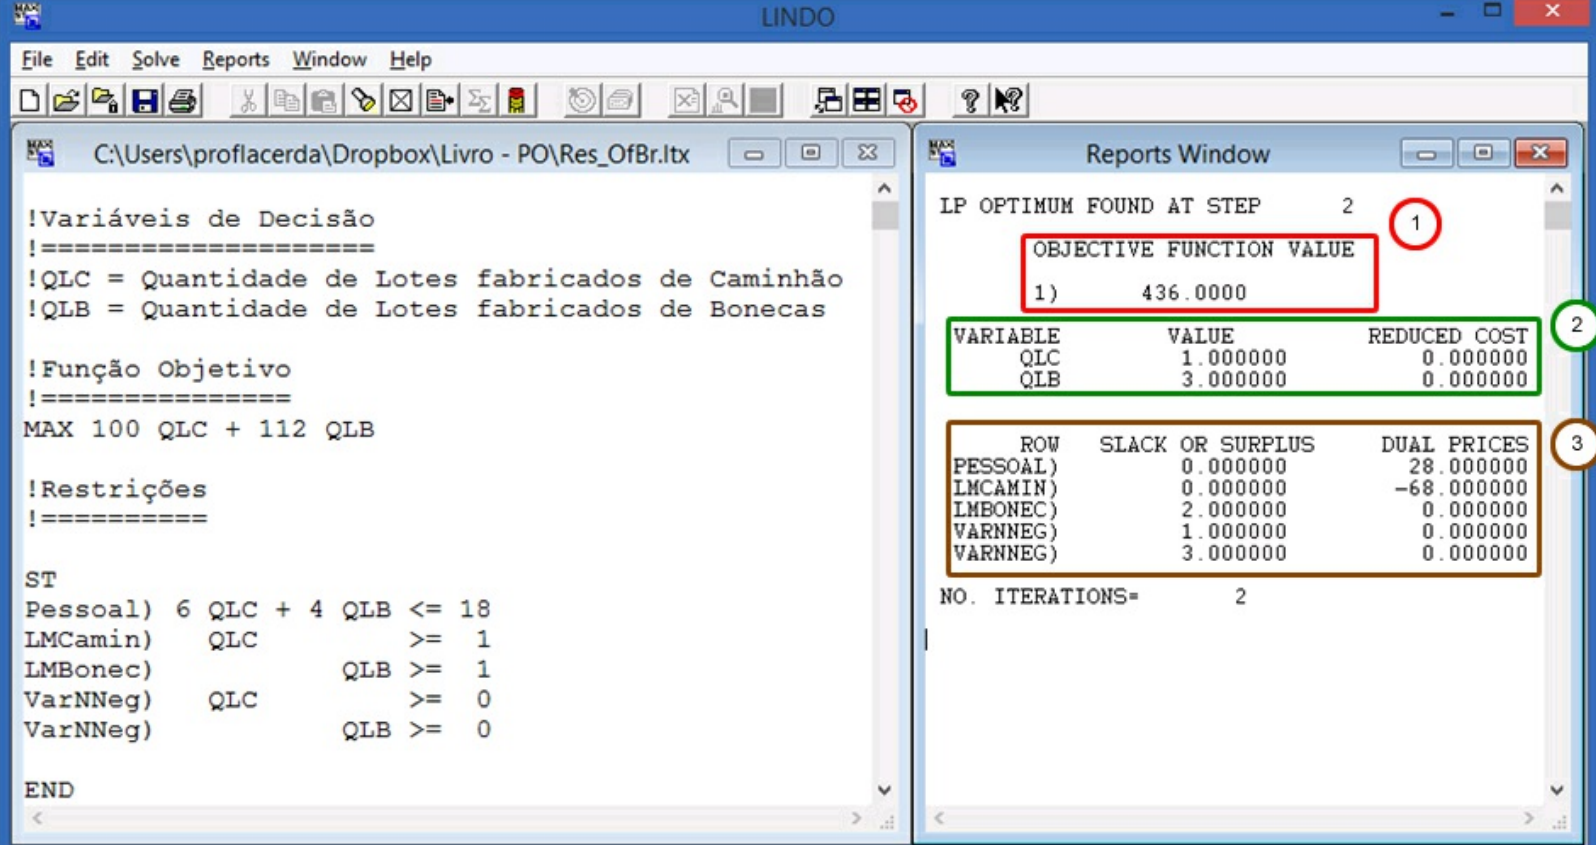 LINDO
File Edit Solve Reports Window Help
C:\Users\proflacerda\Dropbox\Livro - PO\Res_OfBr.ltx
!Variáveis de Decisão
!=====================
!QLC = Quantidade de Lotes fabricados de Caminhão
!QLB = Quantidade de Lotes fabricados de Bonecas
!Função Objetivo
!===============
MAX 100 QLC + 112 QLB
!Restrições
!==========
ST
Pessoal) 6 QLC + 4 QLB <= 18
LMCamin) QLC >= 1
LMBonec) QLB >= 1
VarNNeg) QLC >= 0
VarNNeg) QLB >= 0
END
Reports Window
LP OPTIMUM FOUND AT STEP 2
1
OBJECTIVE FUNCTION VALUE
1) 436.0000
2
VARIABLE VALUE REDUCED COST
QLC 1.000000 0.000000
QLB 3.000000 0.000000
3
ROW SLACK OR SURPLUS DUAL PRICES
PESSOAL) 0.000000 28.000000
LMCAMIN) 0.000000 -68.000000
LMBONEC) 2.000000 0.000000
VARNNEG) 1.000000 0.000000
VARNNEG) 3.000000 0.000000
NO. ITERATIONS= 2